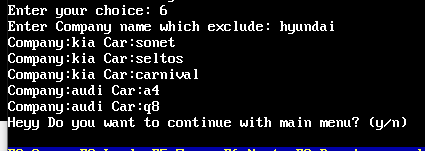 Enter your choice: 6
Enter Company name which exclude: hyundai
Company:kia Car:sonet
Company:kia Car:seltos
Company:kia Car:carnival
Company:audi Car:a4
Company:audi Car:q8
Heyy Do you want to continue with main menu? (y/n)